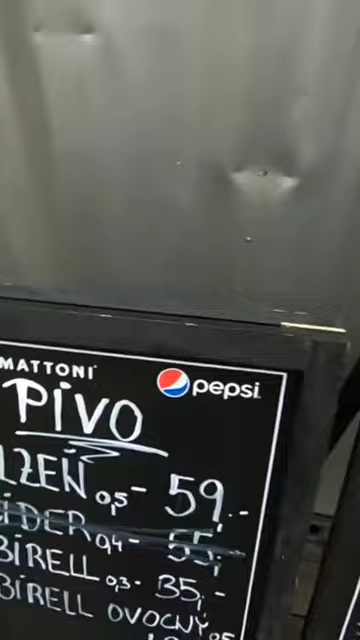 MATTONI pepsi
PIVO
LZEŇ 0,5 - 59,-
IDER 0,4 - 55,-
BIRELL 0,3 - 35,-
BIRELL OVOCNÝ